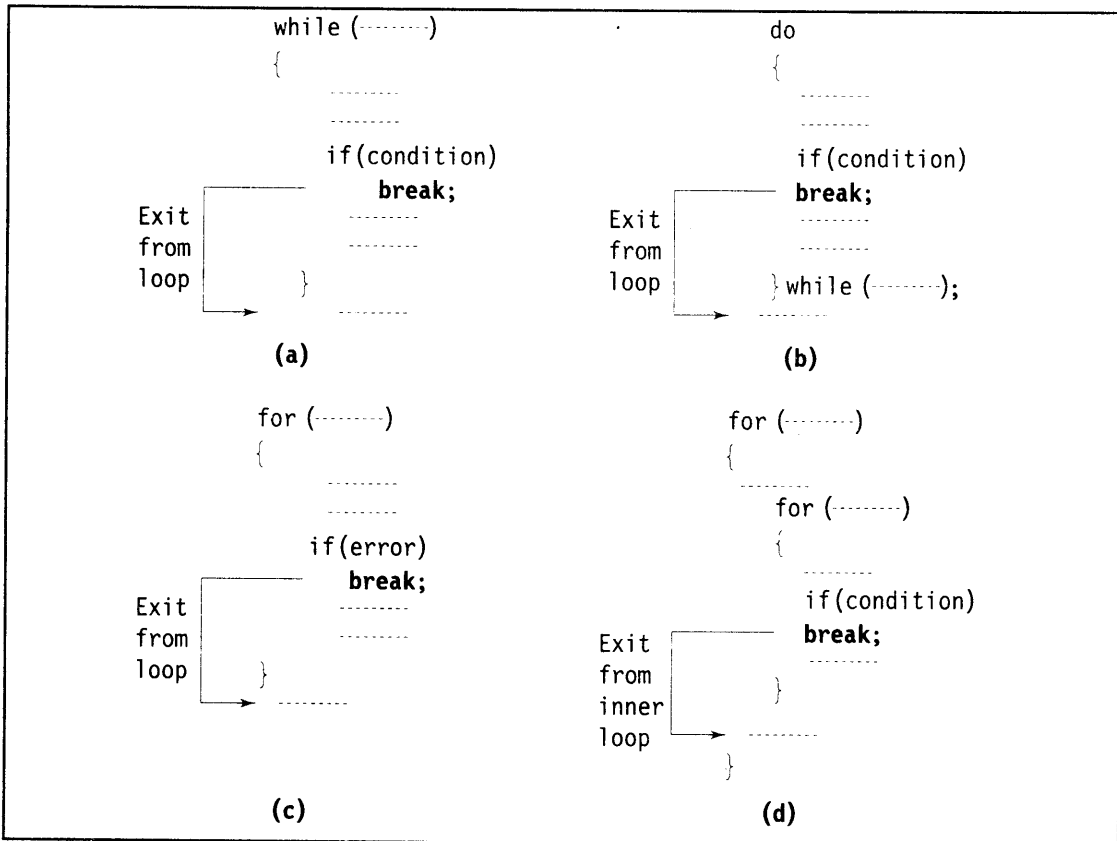 while (--------)
{
--------
--------
if(condition)
break;
--------
--------
Exit
from
loop
}
--------
(a)
do
{
--------
--------
if(condition)
break;
--------
--------
Exit
from
loop
} while (--------);
--------
(b)
for (--------)
{
--------
--------
if(error)
break;
--------
--------
Exit
from
loop
}
--------
(c)
for (--------)
{
--------
for (--------)
{
--------
if(condition)
break;
--------
Exit
from
inner
loop
}
--------
}
(d)